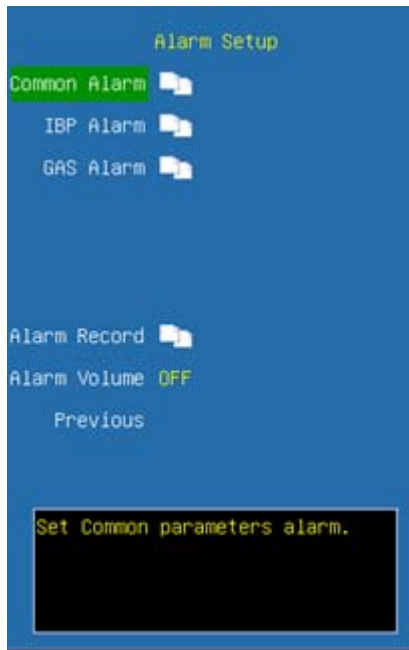 Alarm Setup
Common Alarm
IBP Alarm
GAS Alarm
Alarm Record
Alarm Volume OFF
Previous
Set Common parameters alarm.